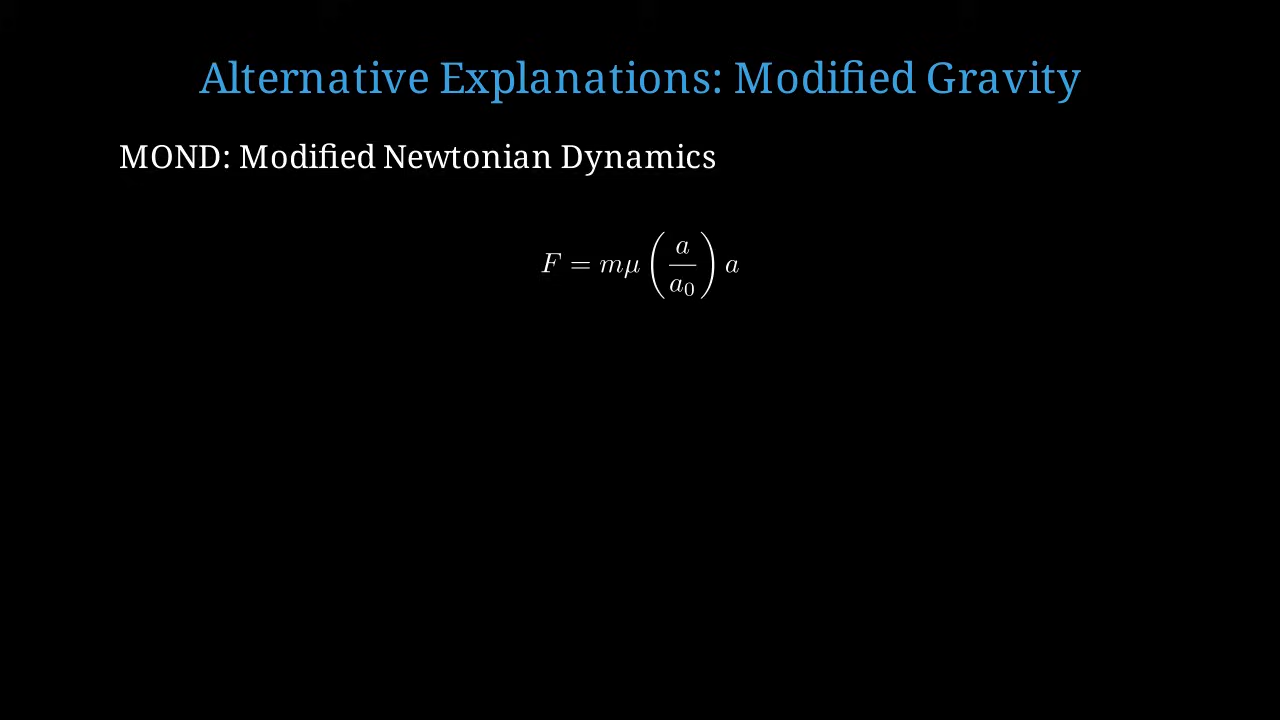 Alternative Explanations: Modified Gravity
MOND: Modified Newtonian Dynamics
F = mμ(a/a₀)a